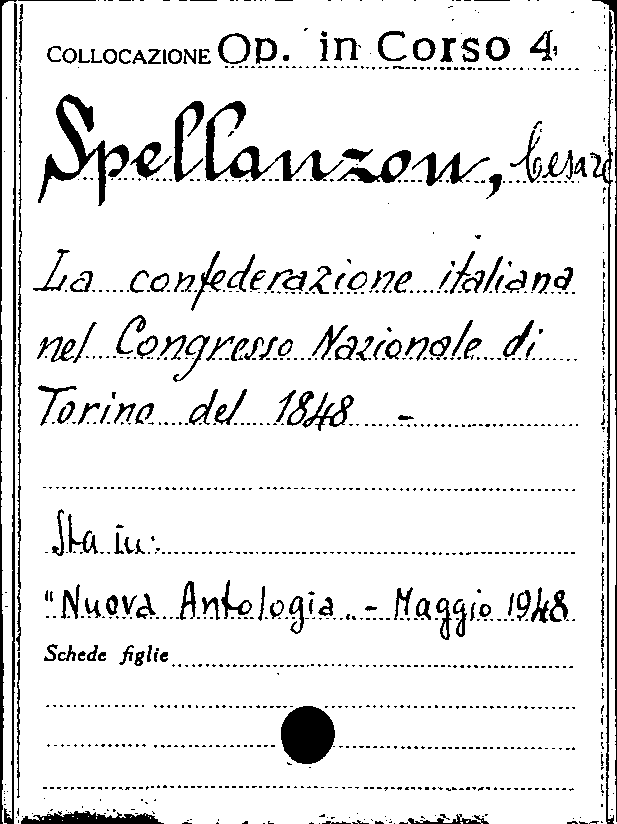 COLLOCAZIONE Op. in Corso 4
Spellanzon, Cesare
La confederazione italiana
nel Congresso Nazionale di
Torino del 1848 -
Sta in:
"Nuova Antologia. - Maggio 1948
Schede figlie